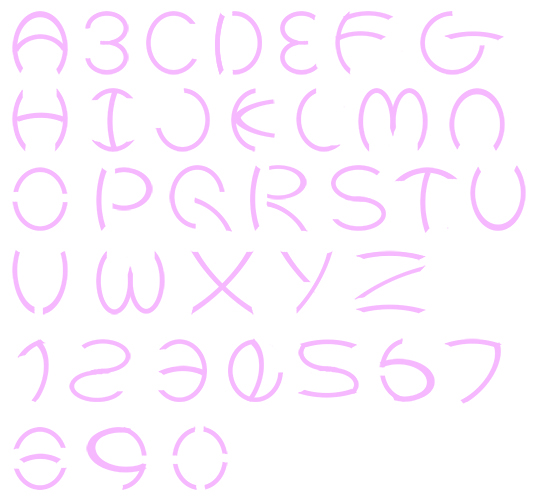 ABCDEFG
HIJKLMN
OPQRSTU
VWXYZ
1234567
890